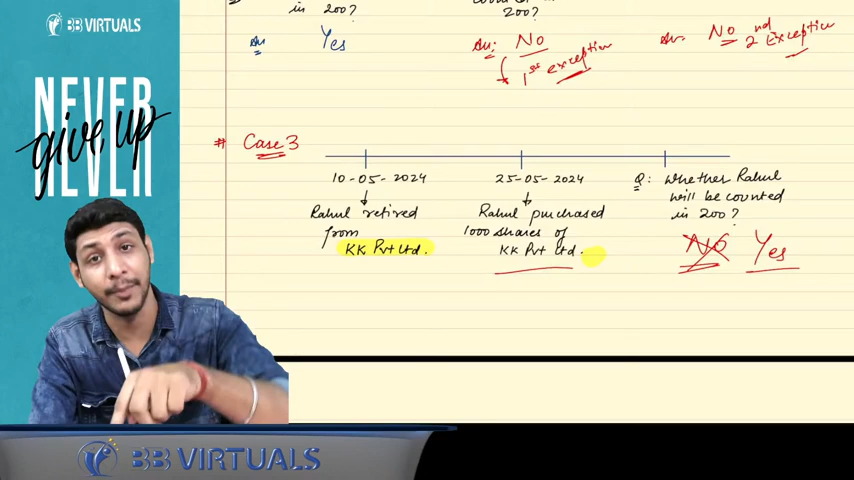 BB VIRTUALS
NEVER
give up
NEVER
in 200?
200?
Ans Yes
Ans: No
1st exception
Ans. No
2nd Exception
# Case 3
10-05-2024
Rahul retired
from
KK Pvt Ltd.
25-05-2024
Rahul purchased
1000 shares of
KK Pvt Ltd.
Q: Whether Rahul
will be counted
in 200?
No Yes
BB VIRTUALS